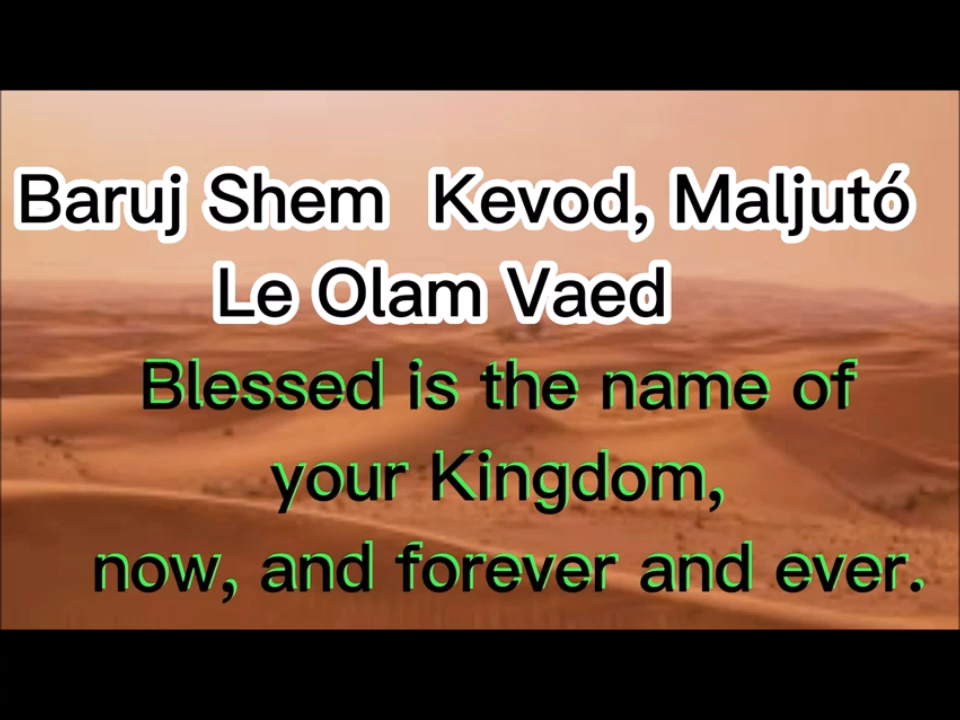 Baruj Shem Kevod, Maljutó
Le Olam Vaed
Blessed is the name of
your Kingdom,
now, and forever and ever.